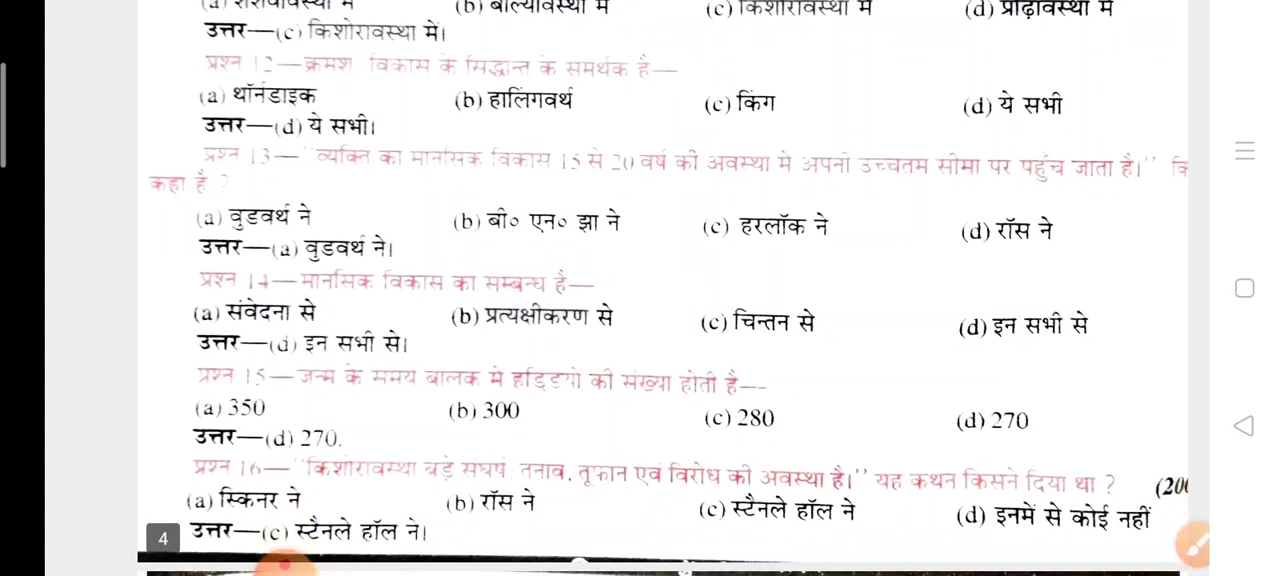 (a) शैशवावस्था में (b) बाल्यावस्था में (c) किशोरावस्था में (d) प्रौढ़ावस्था में
उत्तर—(c) किशोरावस्था में।
प्रश्न 12—क्रमश: विकास के सिद्धान्त के समर्थक है—
(a) थॉर्नडाइक (b) हालिंगवर्थ (c) किंग (d) ये सभी
उत्तर—(d) ये सभी।
प्रश्न 13—"व्यक्ति का मानसिक विकास 15 से 20 वर्ष की अवस्था में अपनी उच्चतम सीमा पर पहुँच जाता है।"
कहा है ?
(a) वुडवर्थ ने (b) बी० एन० झा ने (c) हरलॉक ने (d) रॉस ने
उत्तर—(a) वुडवर्थ ने।
प्रश्न 14—मानसिक विकास का सम्बन्ध है—
(a) संवेदना से (b) प्रत्यक्षीकरण से (c) चिन्तन से (d) इन सभी से
उत्तर—(d) इन सभी से।
प्रश्न 15—जन्म के समय बालक में हड्डियों की संख्या होती है—
(a) 350 (b) 300 (c) 280 (d) 270
उत्तर—(d) 270.
प्रश्न 16—"किशोरावस्था बड़े संघर्ष, तनाव, तूफान एवं विरोध की अवस्था है।" यह कथन किसने दिया था ?
(a) स्किनर ने (b) रॉस ने (c) स्टैनले हॉल ने (d) इनमें से कोई नहीं
उत्तर—(c) स्टैनले हॉल ने।
4